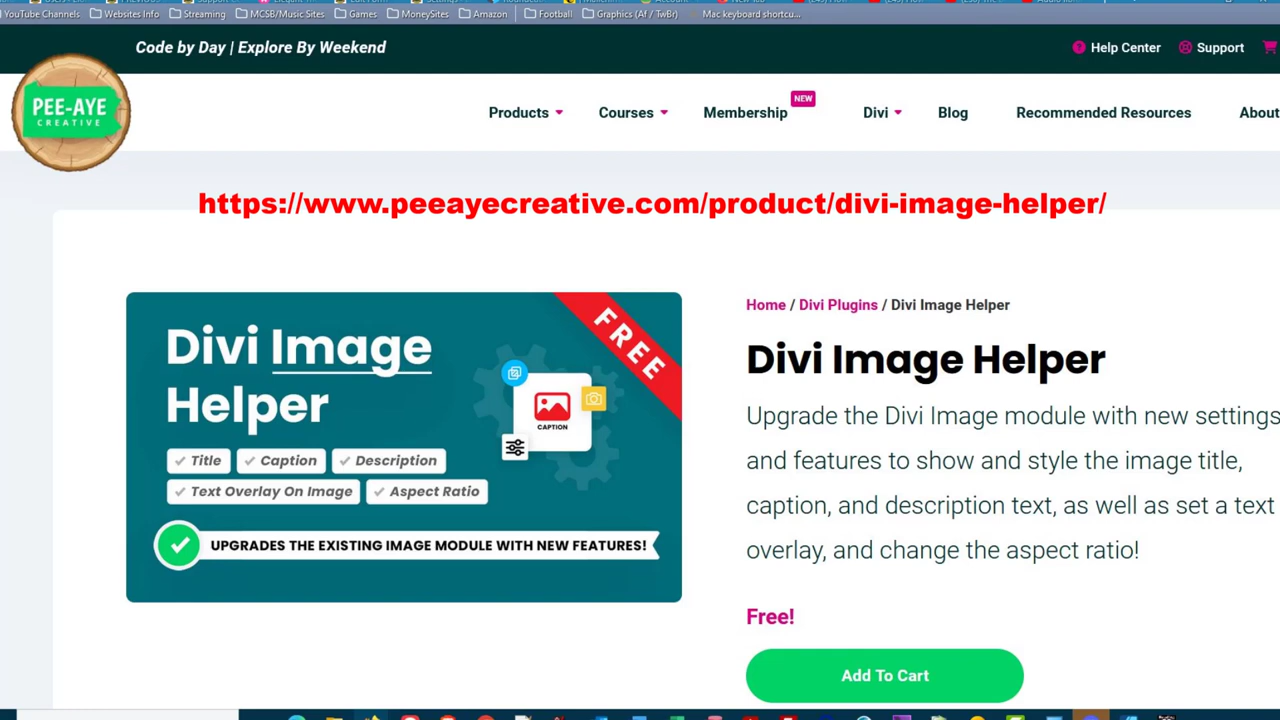 YouTube Channels Websites Info Streaming MCSB/Music Sites Games MoneySites Amazon Football Graphics (Af / TwBr) Mac keyboard shortcu...
Code by Day | Explore By Weekend
Help Center Support
PEE-AYE
CREATIVE
Products Courses Membership NEW Divi Blog Recommended Resources About
https://www.peeayecreative.com/product/divi-image-helper/
Divi Image
Helper
FREE
CAPTION
Title Caption Description
Text Overlay On Image Aspect Ratio
UPGRADES THE EXISTING IMAGE MODULE WITH NEW FEATURES!
Home / Divi Plugins / Divi Image Helper
Divi Image Helper
Upgrade the Divi Image module with new settings
and features to show and style the image title,
caption, and description text, as well as set a text
overlay, and change the aspect ratio!
Free!
Add To Cart